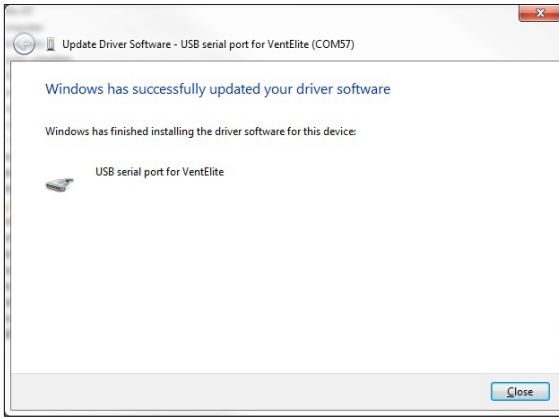 Update Driver Software - USB serial port for VentElite (COM57)
Windows has successfully updated your driver software
Windows has finished installing the driver software for this device:
USB serial port for VentElite
Close